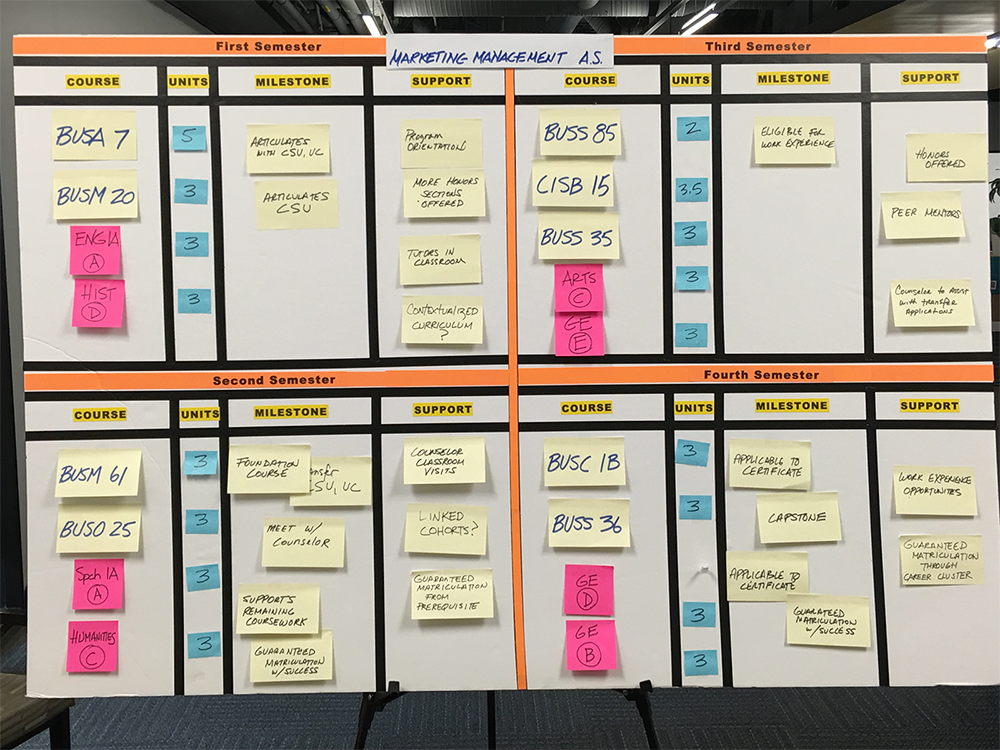 MARKETING MANAGEMENT A.S.
First Semester
COURSE UNITS MILESTONE SUPPORT
BUSA 7
5
ARTICULATES
WITH CSU, UC
PROGRAM
ORIENTATION
BUSM 20
3
ARTICULATES
CSU
MORE HONORS
SECTIONS
OFFERED
ENG 1A
A
3
TUTORS IN
CLASSROOM
HIST
D
3
CONTEXTUALIZED
CURRICULUM
?
Third Semester
COURSE UNITS MILESTONE SUPPORT
BUSS 85
2
ELIGIBLE FOR
WORK EXPERIENCE
HONORS
OFFERED
CISB 15
3.5
PEER MENTORS
BUSS 35
3
ARTS
C
3
COUNSELOR TO ASSIST
WITH TRANSFER
APPLICATIONS
GE
E
3
Second Semester
COURSE UNITS MILESTONE SUPPORT
BUSM 61
3
FOUNDATION
COURSE
CSU, UC
COUNSELOR
CLASSROOM
VISITS
BUSO 25
3
MEET W/
COUNSELOR
LINKED
COHORTS?
Spch 1A
A
3
SUPPORTS
REMAINING
COURSEWORK
GUARANTEED
MATRICULATION
FROM
PREREQUISITE
HUMANITIES
C
3
GUARANTEED
MATRICULATION
W/SUCCESS
Fourth Semester
COURSE UNITS MILESTONE SUPPORT
BUSC 1B
3
APPLICABLE TO
CERTIFICATE
WORK EXPERIENCE
OPPORTUNITES
BUSS 36
3
CAPSTONE
GUARANTEED
MATRICULATION
THROUGH
CAREER CLUSTER
GE
D
3
APPLICABLE TO
CERTIFICATE
GE
B
3
GUARATEED
MATRICULATION
W/SUCCESS